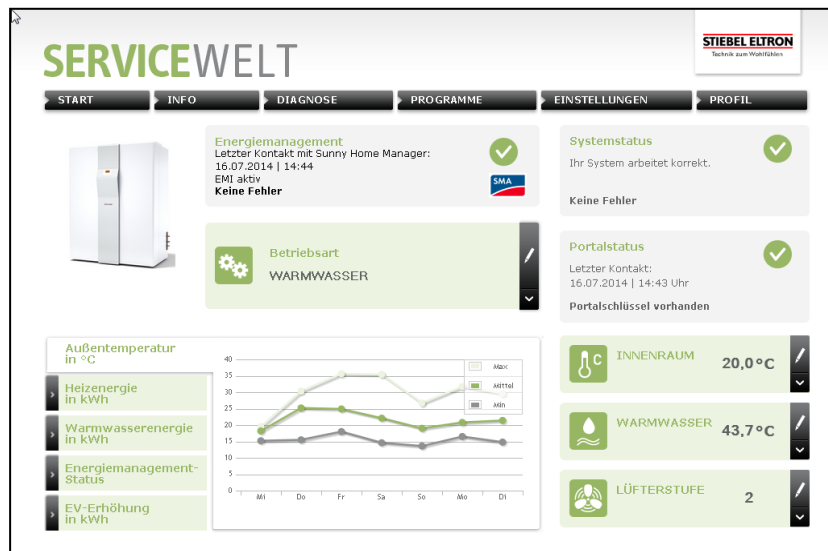 SERVICEWELT
STIEBEL ELTRON
Technik zum Wohlfühlen
START INFO DIAGNOSE PROGRAMME EINSTELLUNGEN PROFIL
Energiemanagement
Letzter Kontakt mit Sunny Home Manager:
16.07.2014 | 14:44
EMI aktiv
Keine Fehler
SMA
Systemstatus
Ihr System arbeitet korrekt.
Keine Fehler
Betriebsart
WARMWASSER
Portalstatus
Letzter Kontakt:
16.07.2014 | 14:43 Uhr
Portalschlüssel vorhanden
Außentemperatur
in °C
Heizenergie
in kWh
Warmwasserenergie
in kWh
Energiemanagement-
Status
EV-Erhöhung
in kWh
40
35
30
25
20
15
10
5
0
Mi Do Fr Sa So Mo Di
Max
Mittel
Min
INNENRAUM 20,0°C
WARMWASSER 43,7°C
LÜFTERSTUFE 2